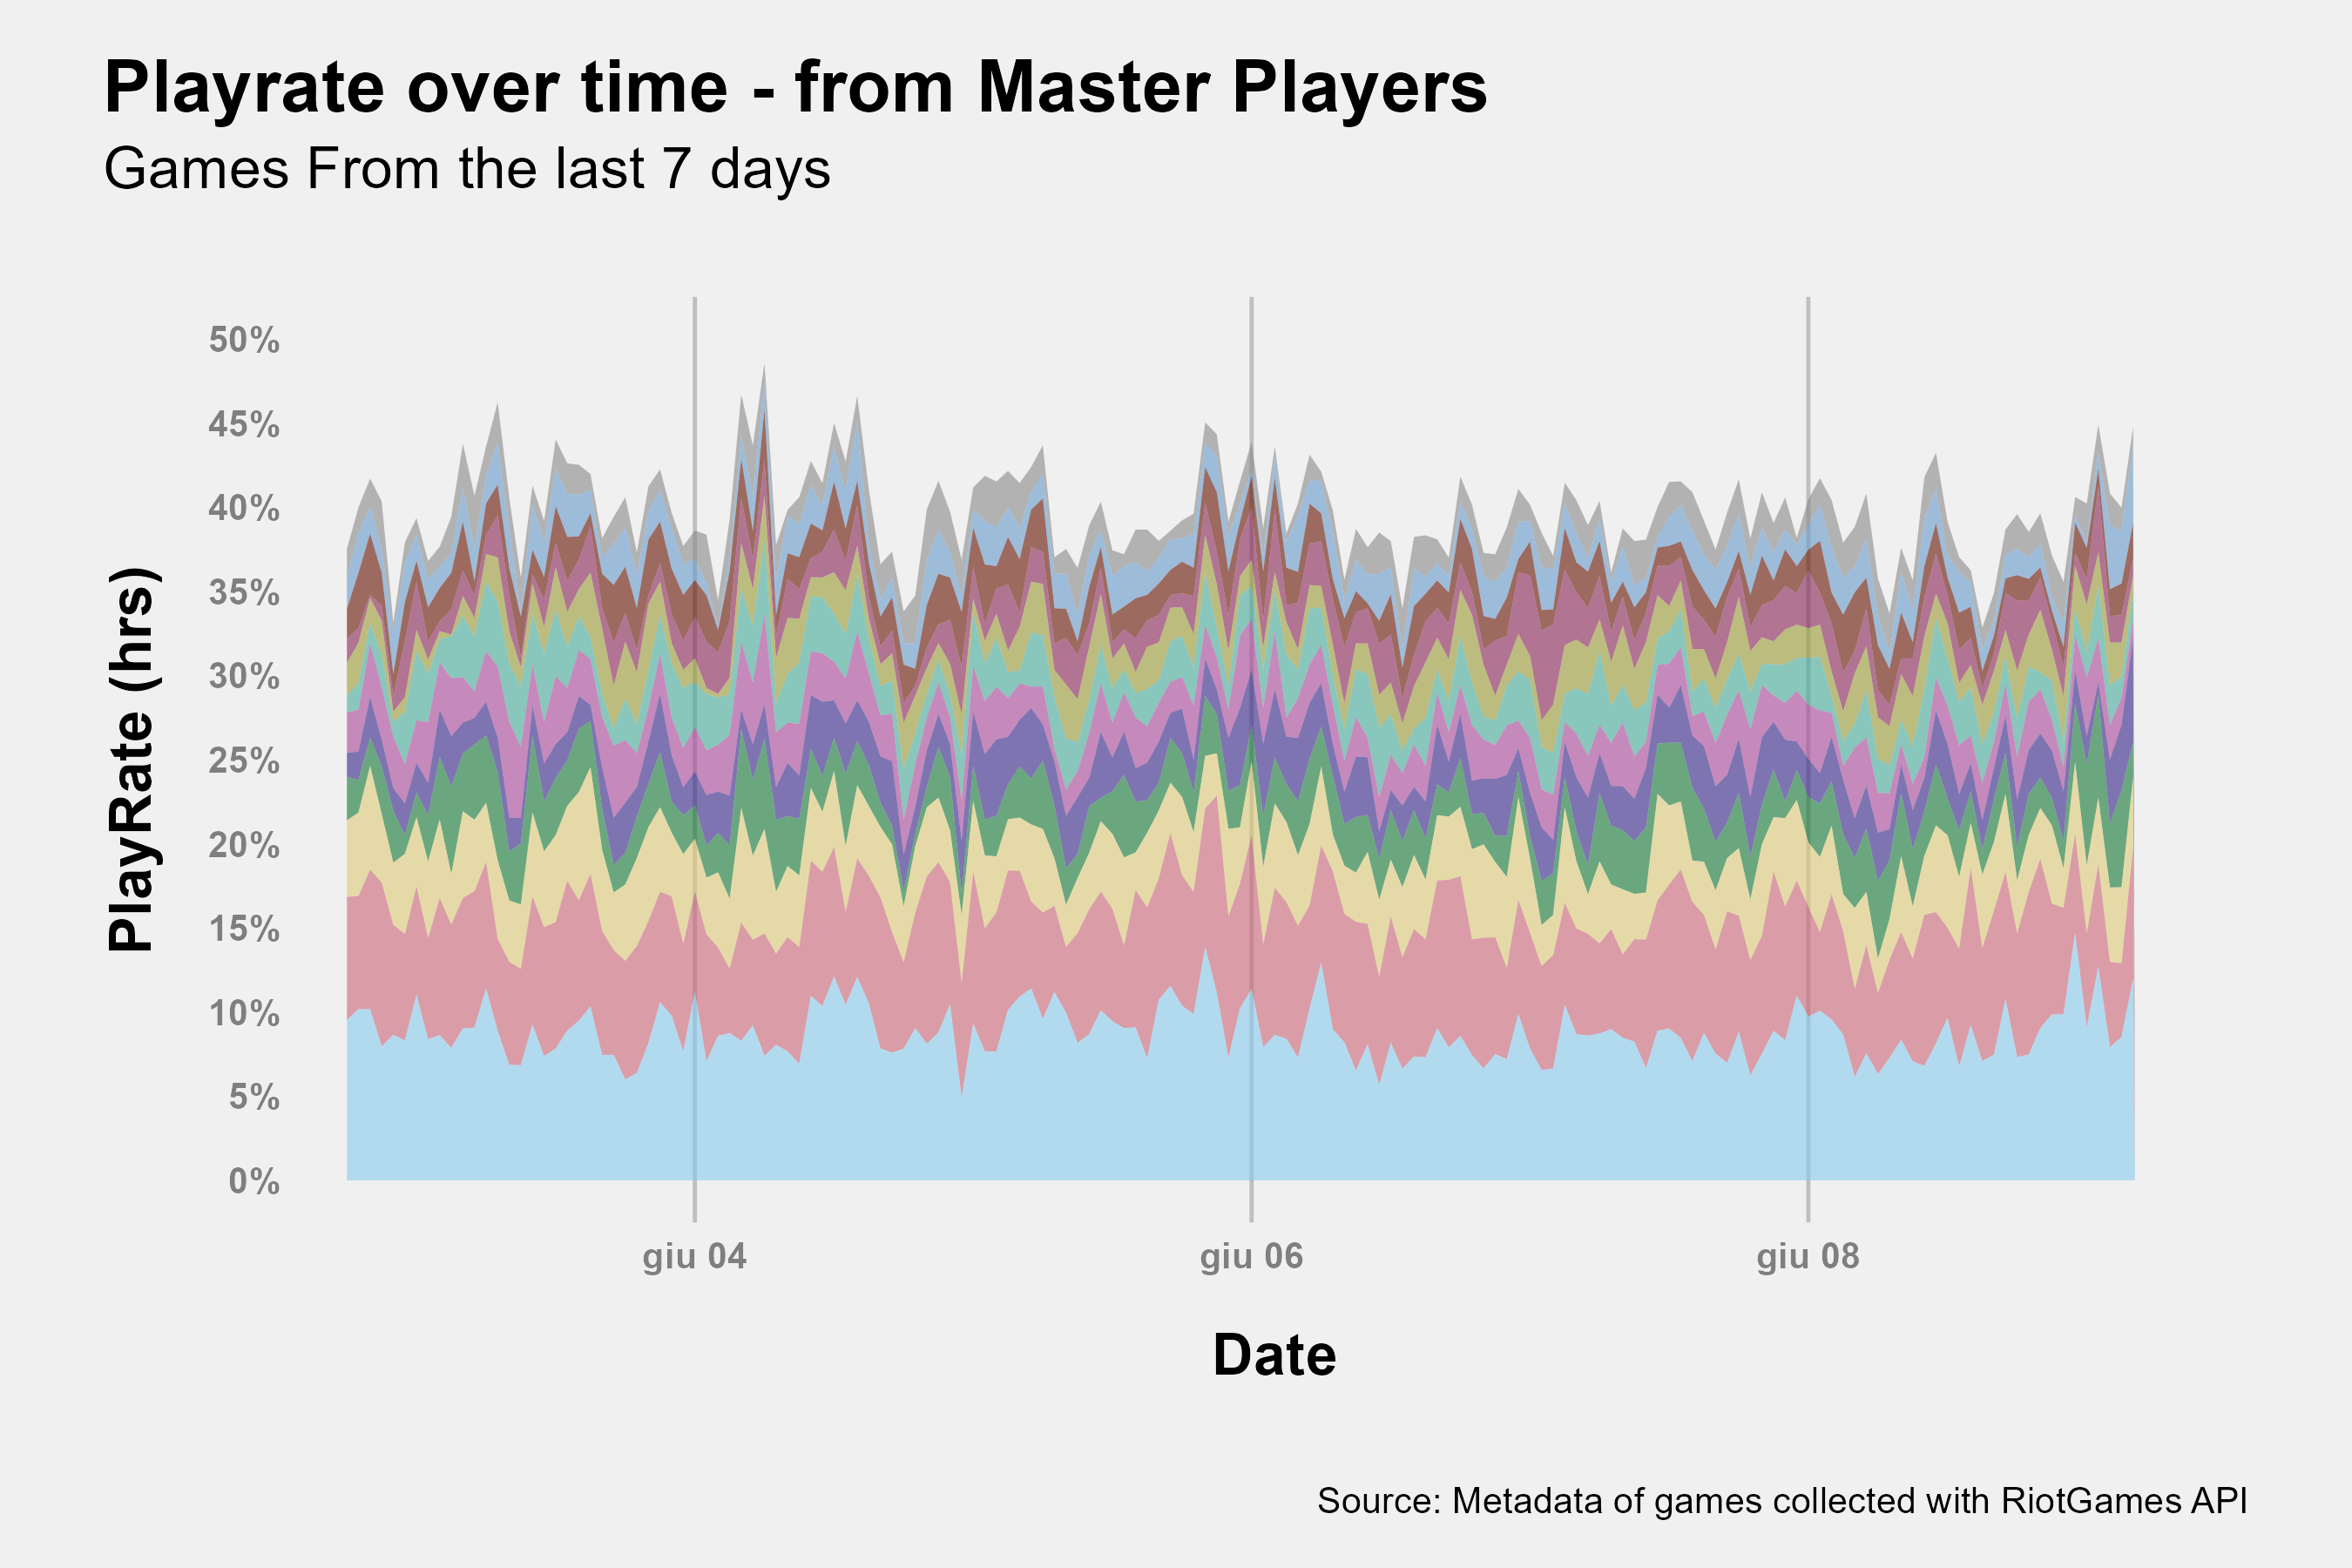 Playrate over time - from Master Players
Games From the last 7 days
PlayRate (hrs)
50%
45%
40%
35%
30%
25%
20%
15%
10%
5%
0%
giu 04
giu 06
giu 08
Date
Source: Metadata of games collected with RiotGames API